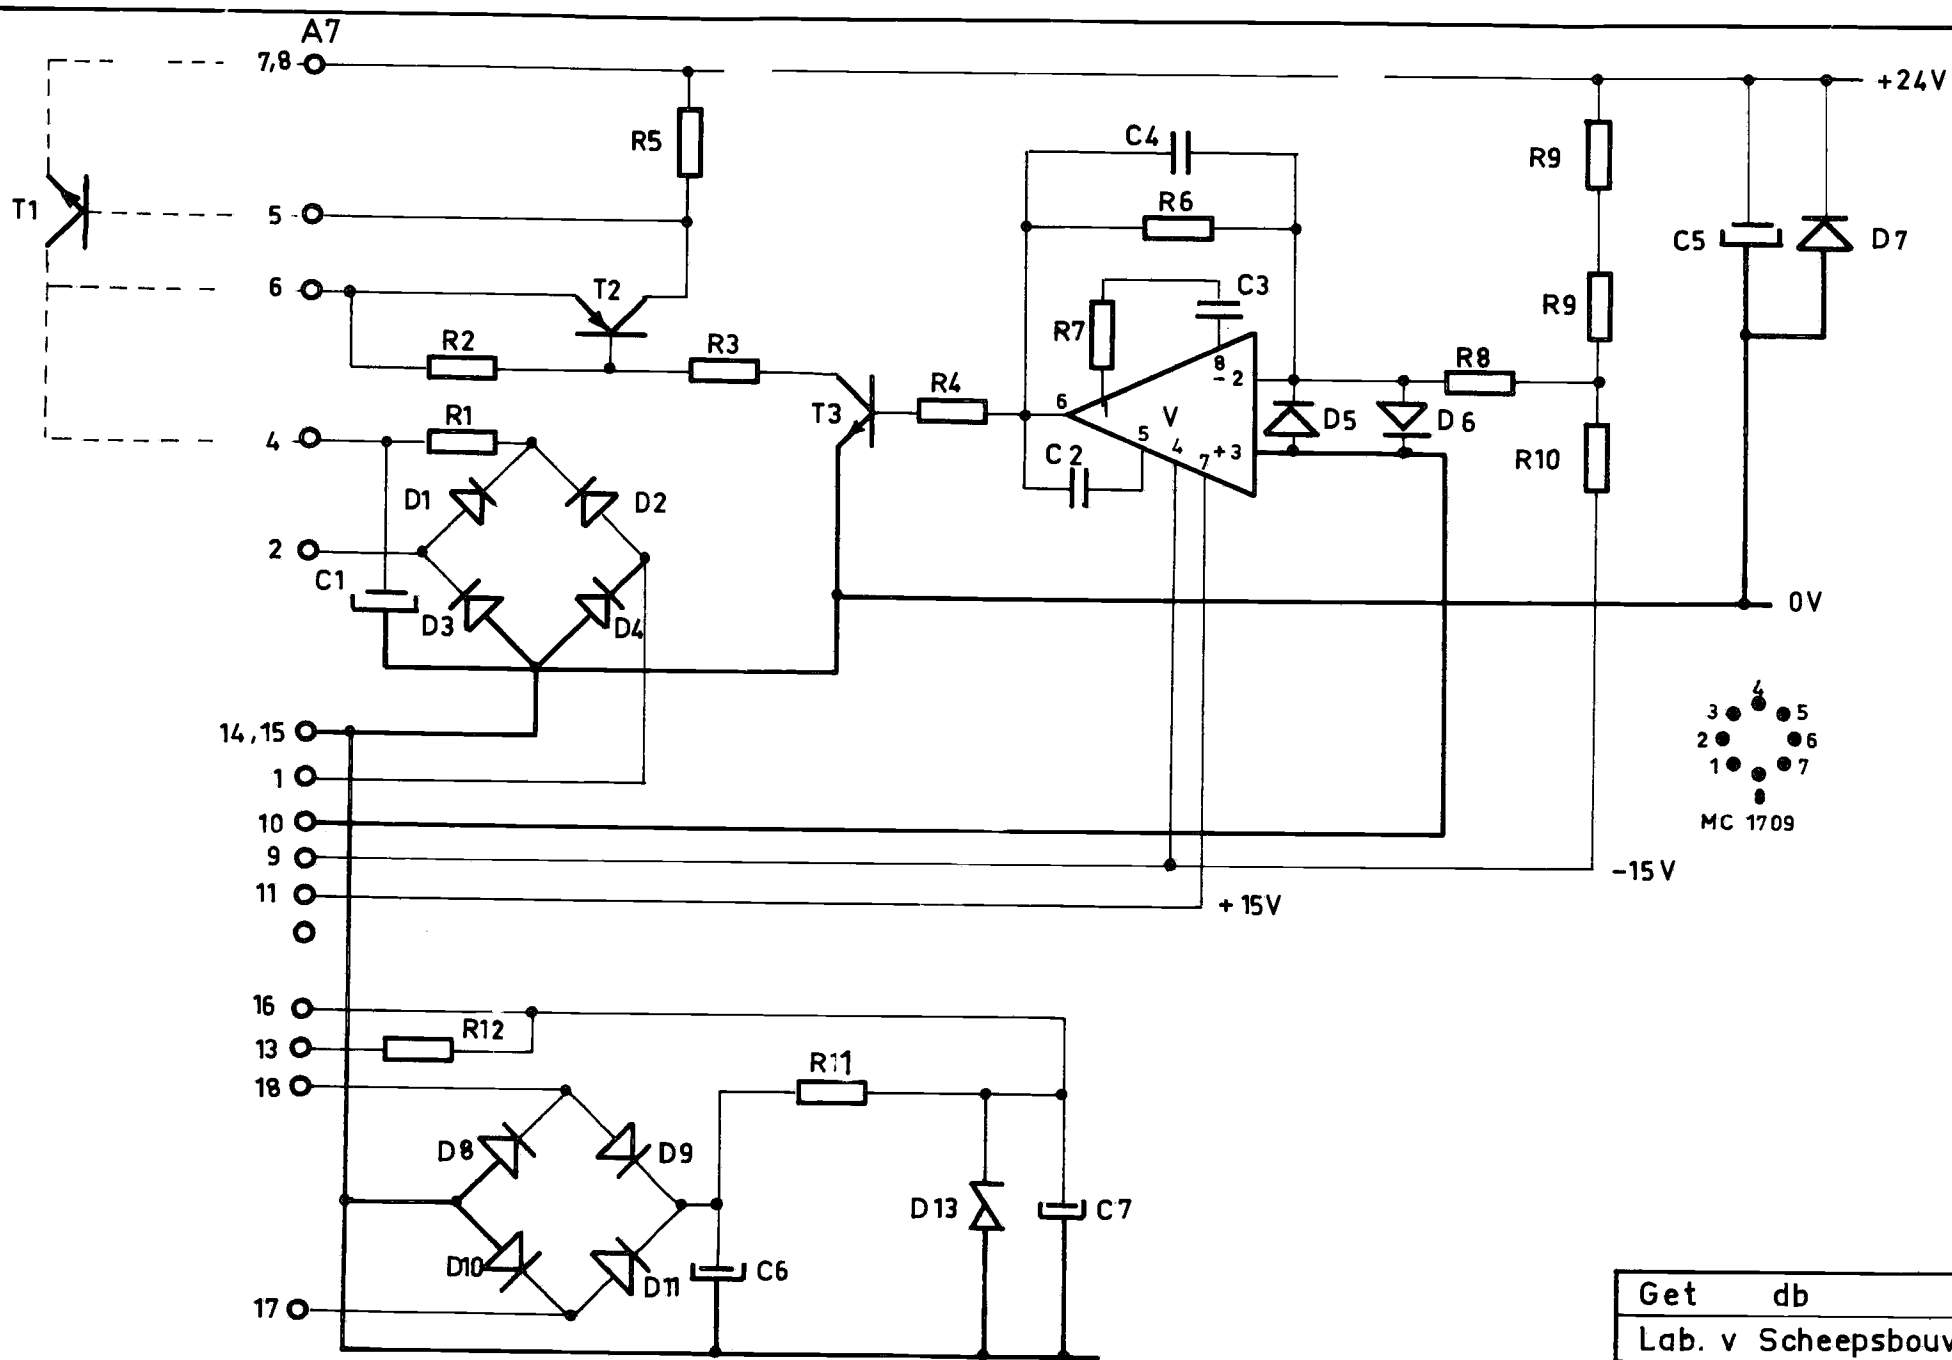 A7
7,8
+24V
C4
R5
R9
R6
T1
5
C5
D7
6
T2
C3
R9
R7
R2
R3
8
R8
R4
-2
6
T3
V
D5
D6
R1
4
5
4
7
+3
C2
R10
D1
D2
2
C1
D3
D4
0V
4
3
5
14,15
2
6
1
7
1
8
10
MC 1709
9
-15V
11
+15V
16
R12
13
R11
18
D8
D9
D13
C7
D10
D11
C6
17
Get db
Lab. v Scheepsbouw